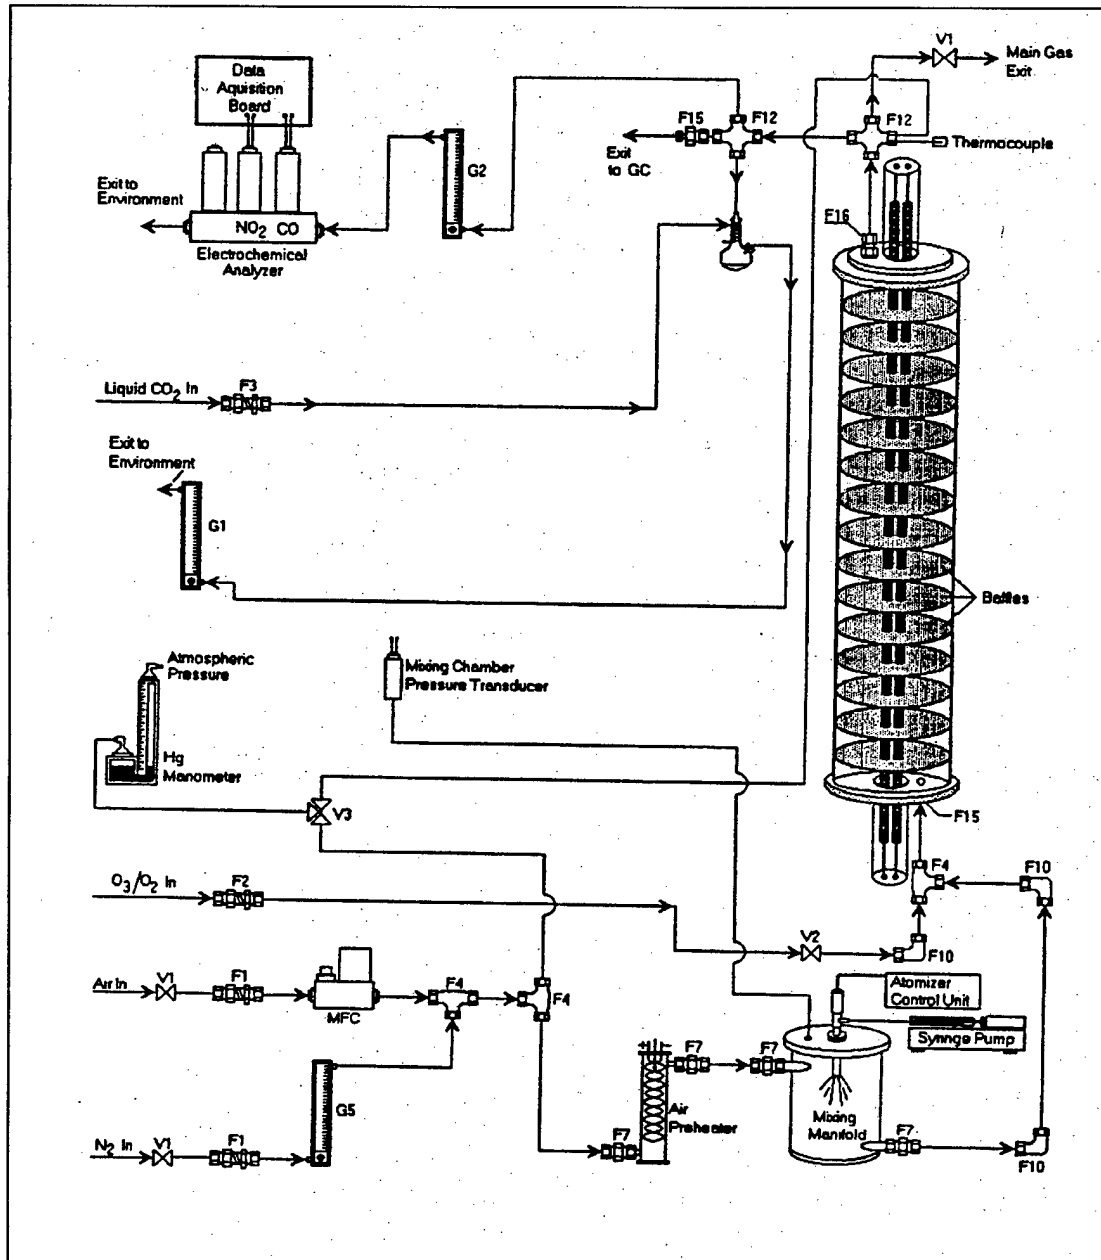 V1
Main Gas
Exit
Data
Aquisition
Board
F15
F12
F12
Exit
to GC
Thermocouple
G2
Exit to
Environment
NO2 CO
Electrochemical
Analyzer
F16
Liquid CO2 In
F3
Exit to
Environment
G1
Baffles
Atmospheric
Pressure
Mixing Chamber
Pressure Transducer
Hg
Manometer
V3
F15
O3/O2 In
F2
F4
F10
V2
F10
Air In
V1
F1
MFC
F4
F4
Atomizer
Control Unit
Syringe Pump
F7
F7
G5
Air
Preheater
Mixing
Manifold
N2 In
V1
F1
F7
F7
F10